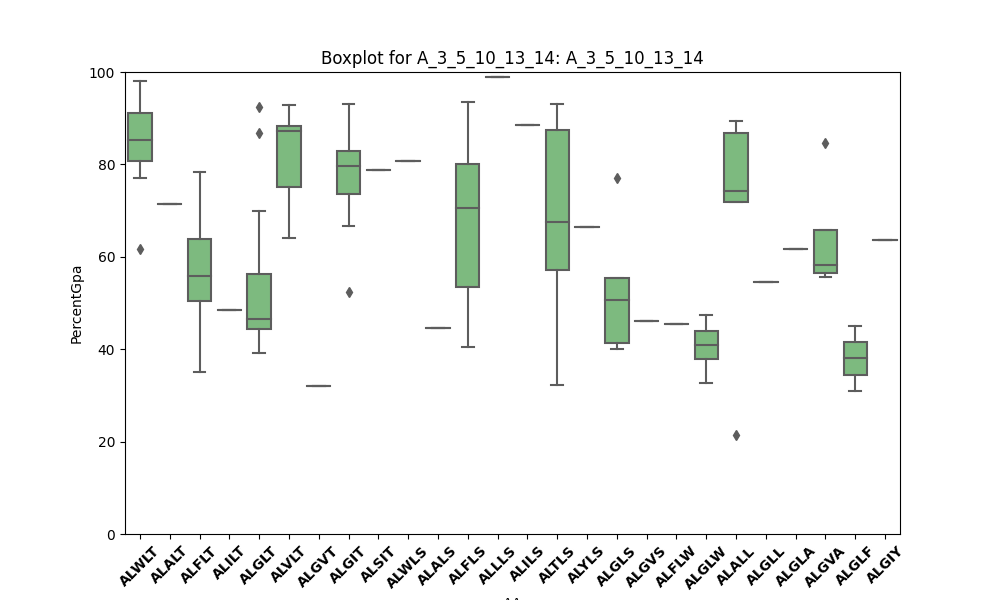 Boxplot for A_3_5_10_13_14: A_3_5_10_13_14
PercentGpa
100
80
60
40
20
0
ALWLT ALALT ALFLT ALILT ALGLT ALVLT ALGVT ALGIT ALSIT ALWLS ALALS ALFLS ALLLS ALILS ALTLS ALYLS ALGLS ALGVS ALFLW ALGLW ALALL ALGLL ALGLA ALGVA ALGLF ALGIY